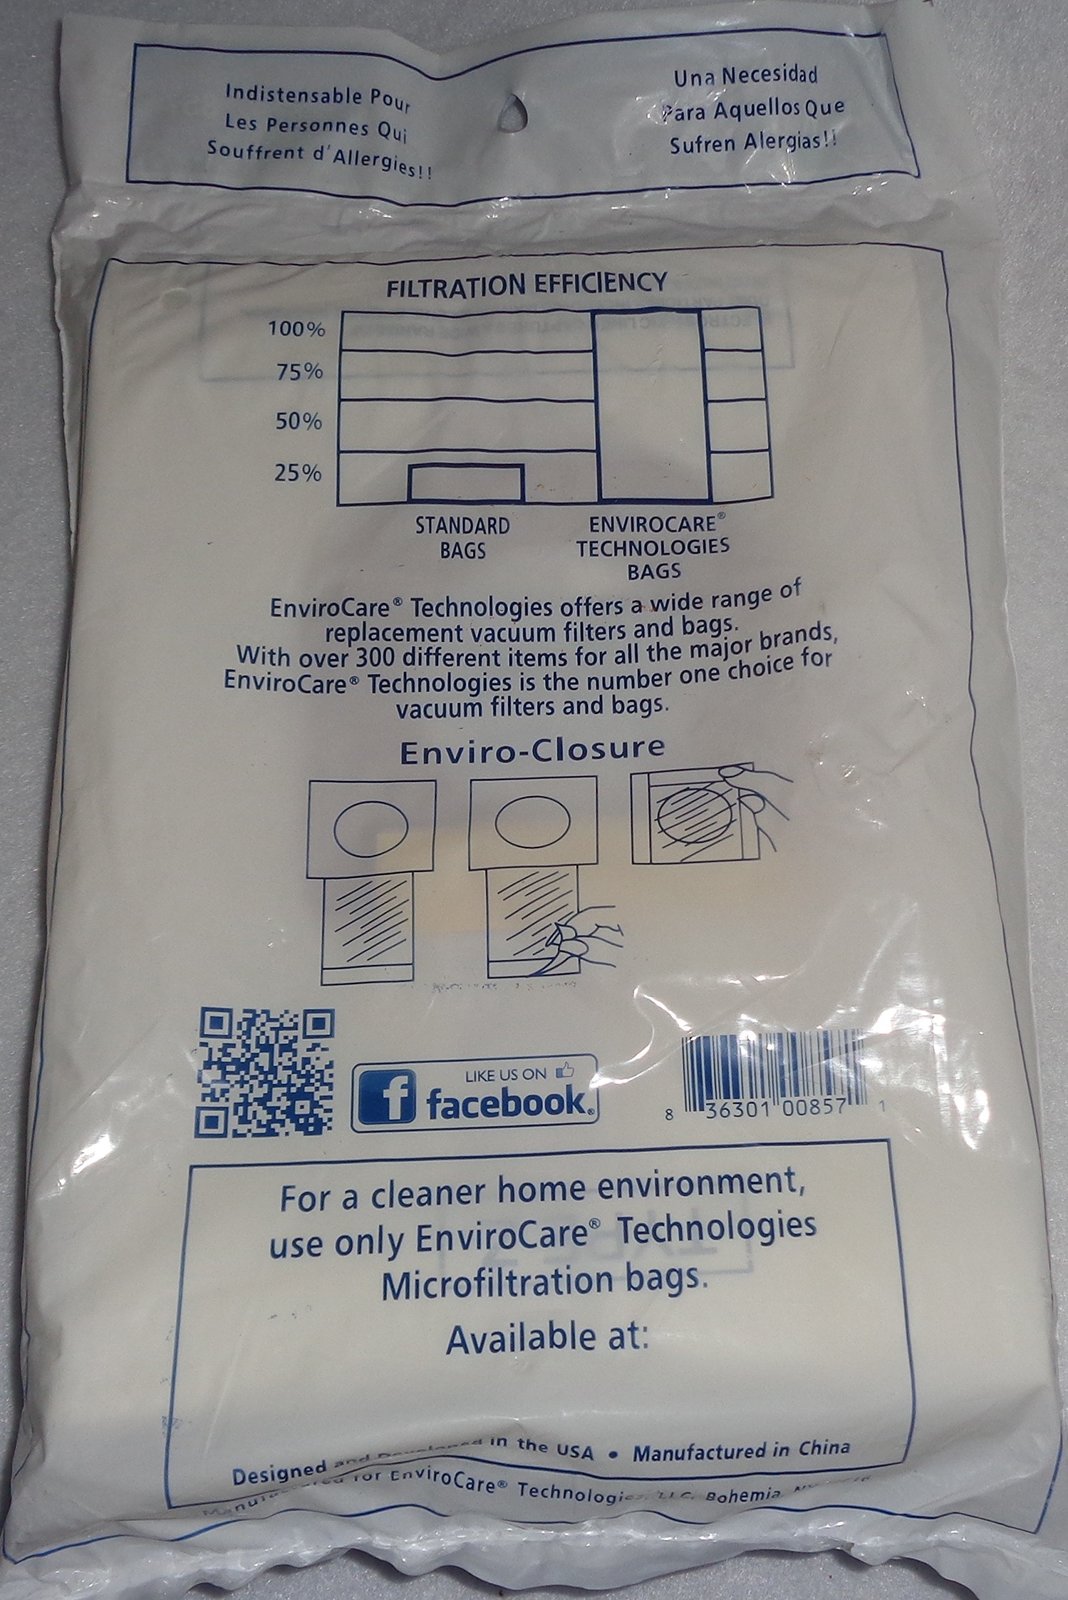 Indistensable Pour
Les Personnes Qui
Souffrent d'Allergies!!
Una Necesidad
Para Aquellos Que
Sufren Alergias!!
FILTRATION EFFICIENCY
100%
75%
50%
25%
STANDARD
BAGS
ENVIROCARE®
TECHNOLOGIES
BAGS
EnviroCare® Technologies offers a wide range of
replacement vacuum filters and bags.
With over 300 different items for all the major brands,
EnviroCare® Technologies is the number one choice for
vacuum filters and bags.
Enviro-Closure
LIKE US ON
f facebook®
8 36301 00857 1
For a cleaner home environment,
use only EnviroCare® Technologies
Microfiltration bags.
Available at:
Designed and Developed in the USA • Manufactured in China
Manufactured for EnviroCare® Technologies, LLC, Bohemia,